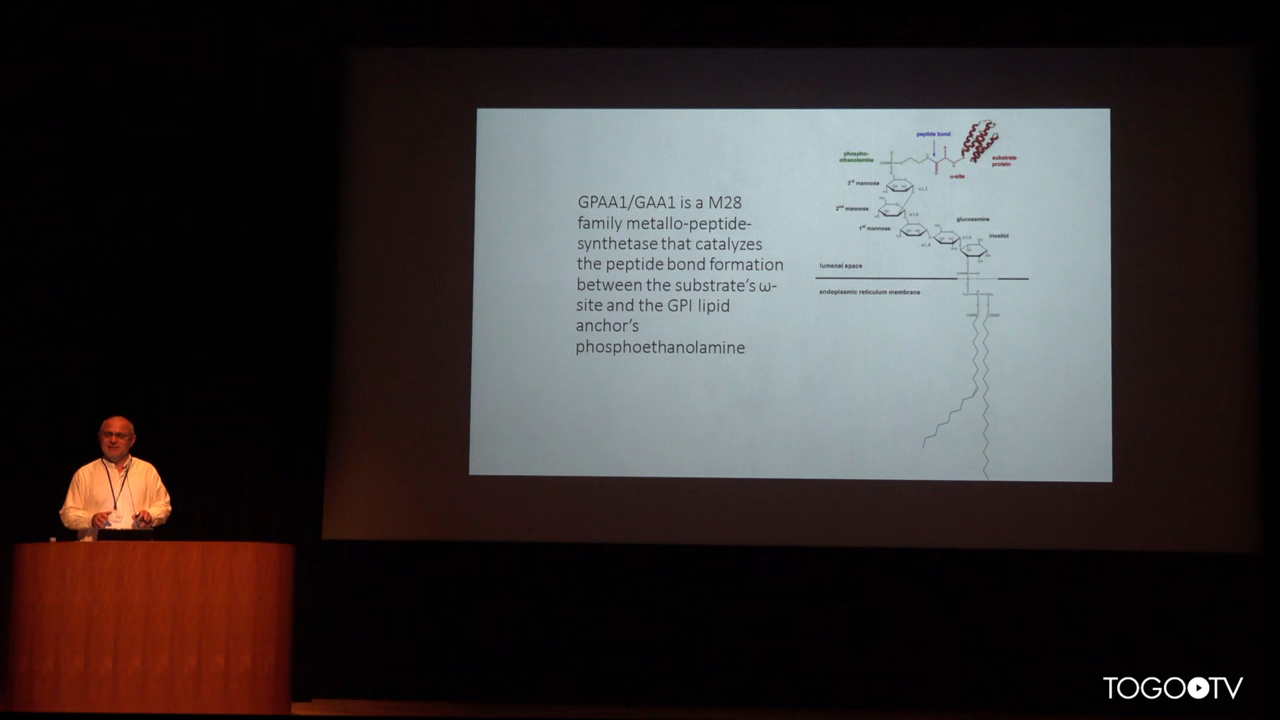 GPAA1/GAA1 is a M28
family metallo-peptide-
synthetase that catalyzes
the peptide bond formation
between the substrate's ω-
site and the GPI lipid
anchor's
phosphoethanolamine
peptide bond
phospho-
ethanolamine
substrate
protein
ω-site
3rd mannose
2nd mannose
1st mannose
glucosamine
inositol
lumenal space
endoplasmic reticulum membrane
TOGO TV